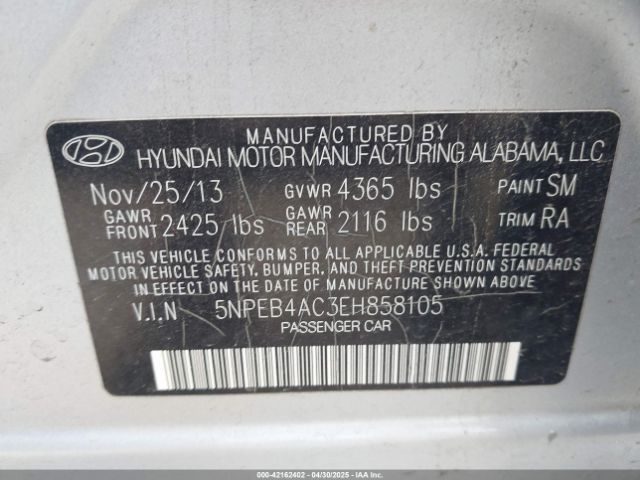 MANUFACTURED BY
HYUNDAI MOTOR MANUFACTURING ALABAMA, LLC
Nov/25/13 GVWR 4365 lbs PAINT SM
GAWR FRONT 2425 lbs GAWR REAR 2116 lbs TRIM RA
THIS VEHICLE CONFORMS TO ALL APPLICABLE U.S.A. FEDERAL
MOTOR VEHICLE SAFETY, BUMPER, AND THEFT PREVENTION STANDARDS
IN EFFECT ON THE DATE OF MANUFACTURE SHOWN ABOVE
V.I.N 5NPEB4AC3EH858105
PASSENGER CAR
000-42162402 - 04/30/2025 - IAAI.COM